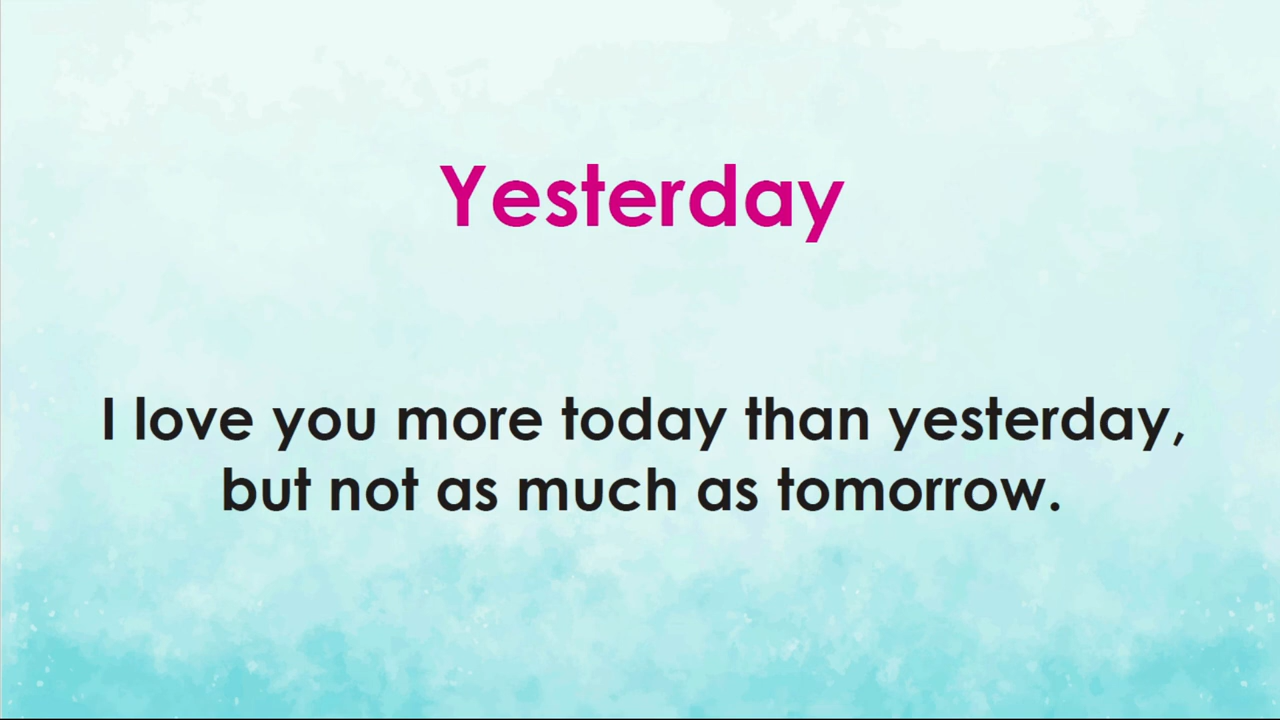 Yesterday
I love you more today than yesterday,
but not as much as tomorrow.